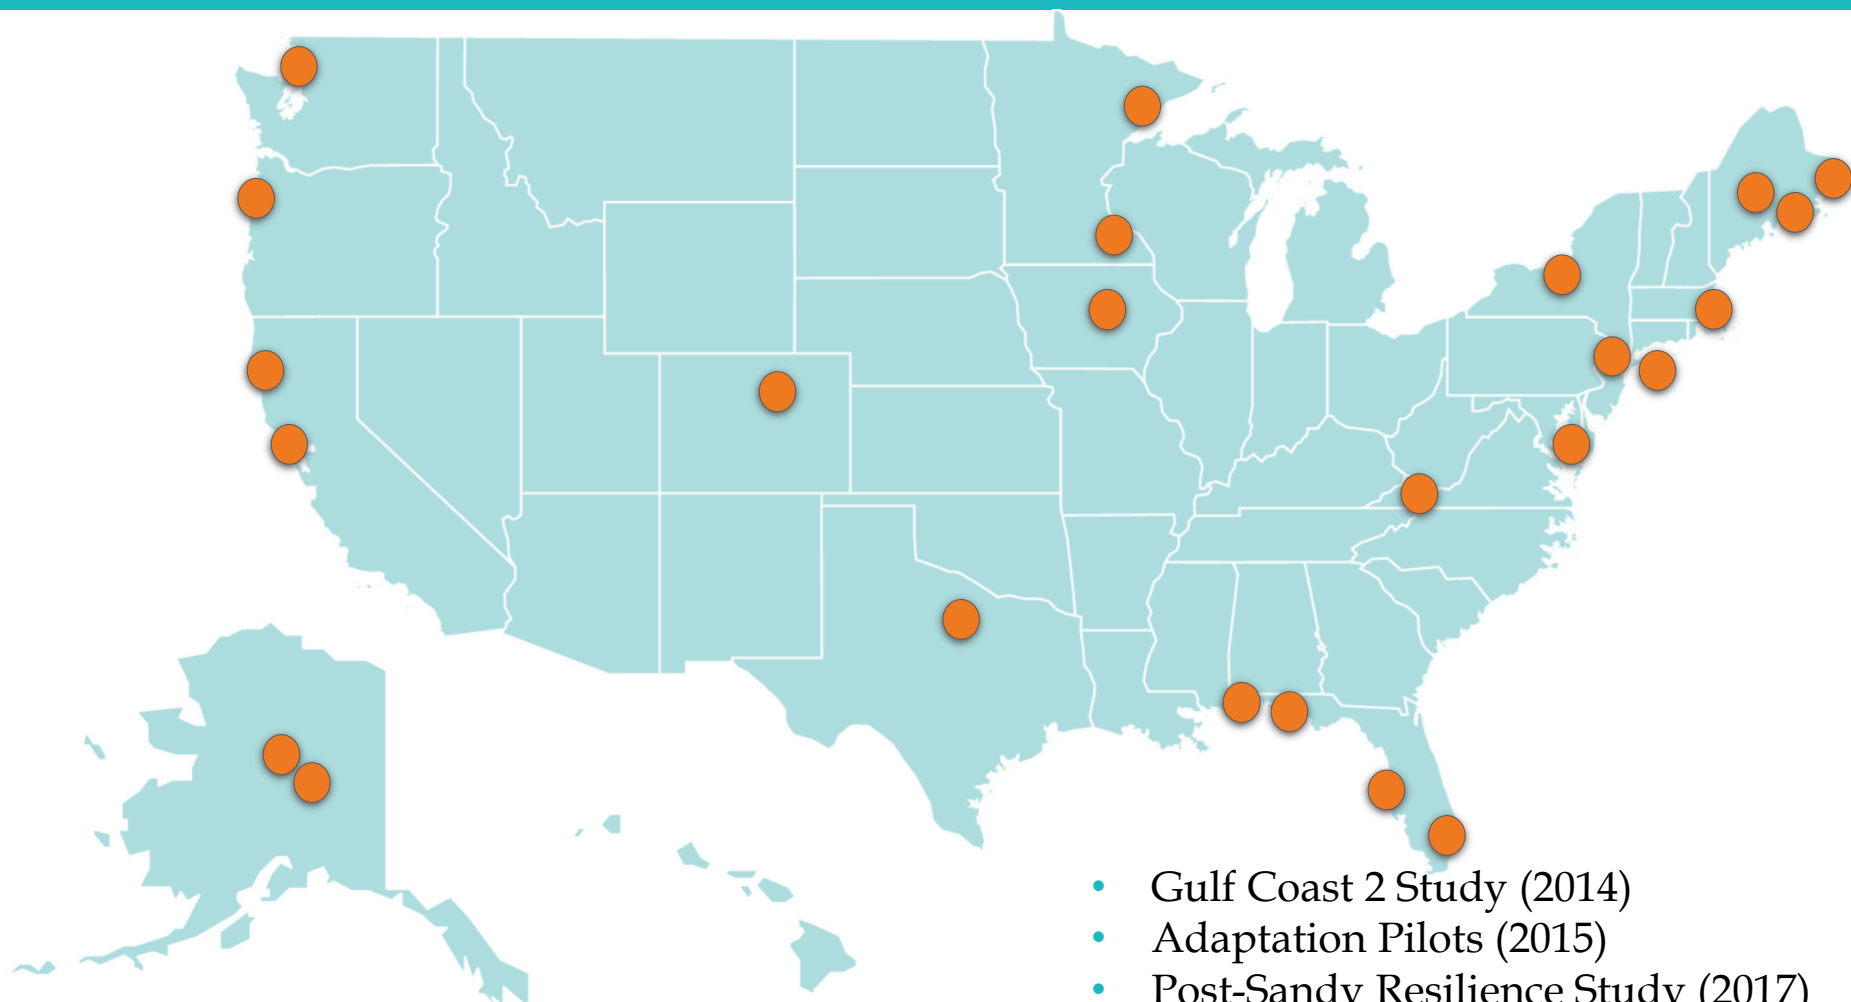 • Gulf Coast 2 Study (2014)
• Adaptation Pilots (2015)
• Post-Sandy Resilience Study (2017)